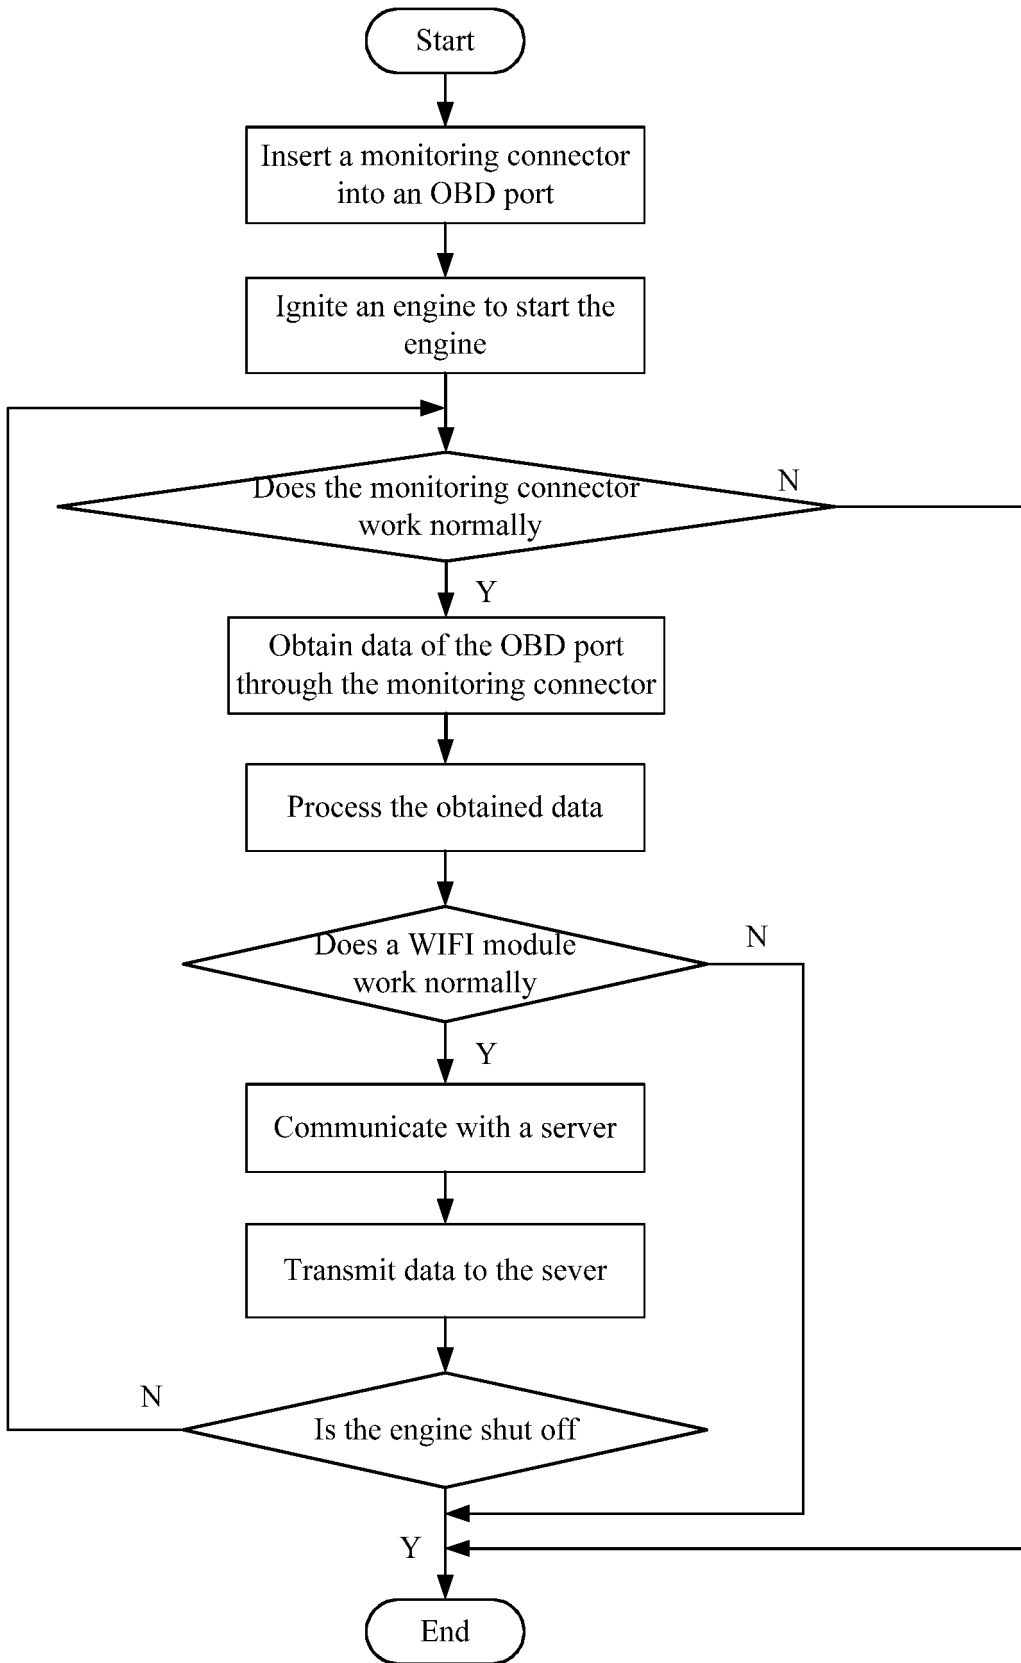 Start
Insert a monitoring connector
into an OBD port
Ignite an engine to start the
engine
Does the monitoring connector
work normally
N
Y
Obtain data of the OBD port
through the monitoring connector
Process the obtained data
Does a WIFI module
work normally
N
Y
Communicate with a server
Transmit data to the sever
N
Is the engine shut off
Y
End